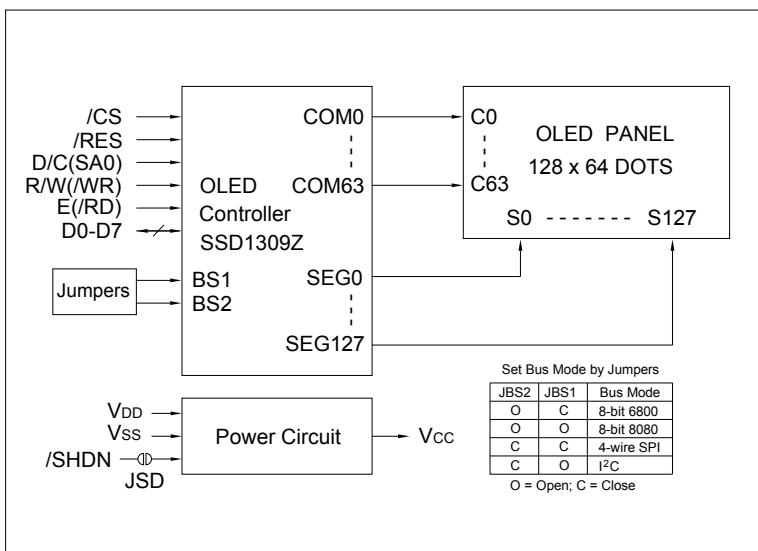 /CS
/RES
D/C(SA0)
R/W(/WR)
E(/RD)
D0-D7
Jumpers
OLED
Controller
SSD1309Z
BS1
BS2
COM0
COM63
SEG0
SEG127
C0
C63
OLED PANEL
128 x 64 DOTS
S0 S127
VDD
VSS
/SHDN
JSD
Power Circuit
VCC
Set Bus Mode by Jumpers
JBS2 JBS1 Bus Mode
O C 8-bit 6800
O O 8-bit 8080
C C 4-wire SPI
C O I²C
O = Open; C = Close